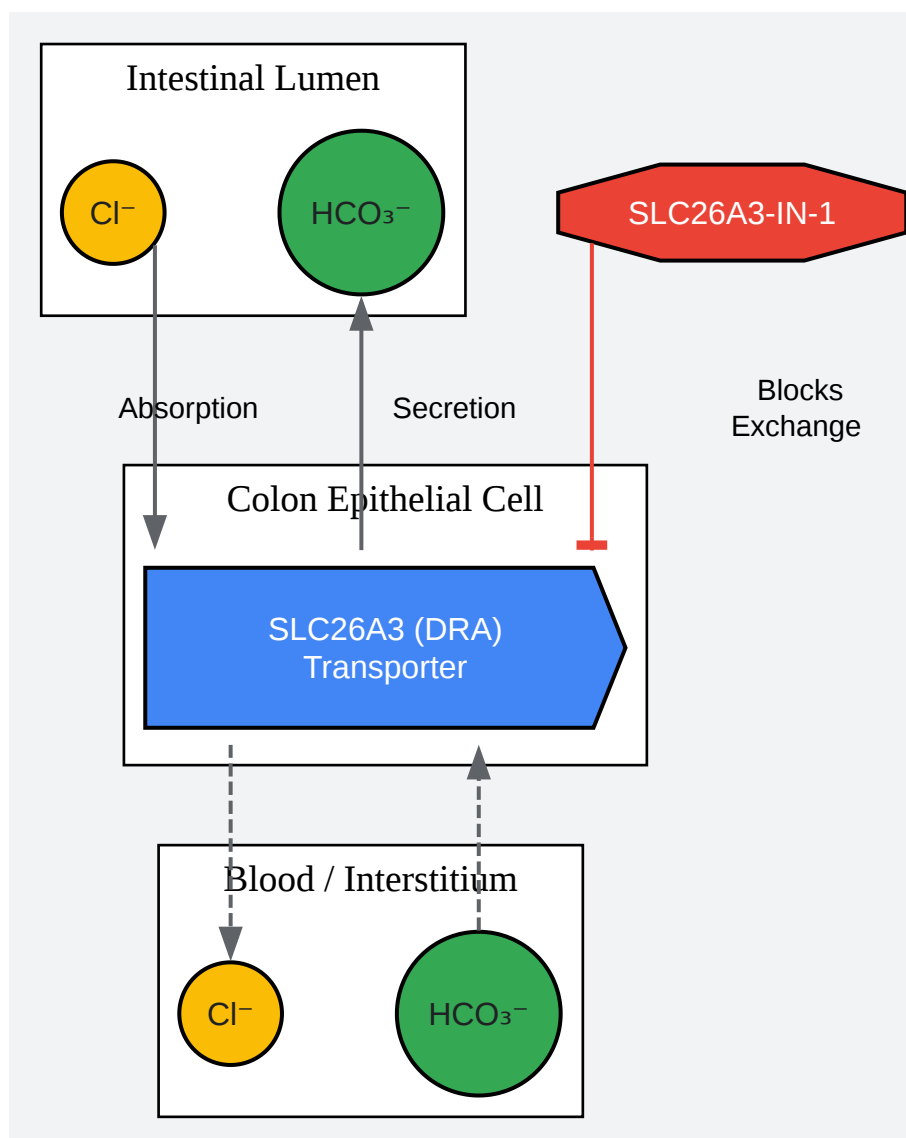 Intestinal Lumen
Cl⁻
HCO₃⁻
SLC26A3-IN-1
Absorption
Secretion
Blocks
Exchange
Colon Epithelial Cell
SLC26A3 (DRA)
Transporter
Blood / Interstitium
Cl⁻
HCO₃⁻